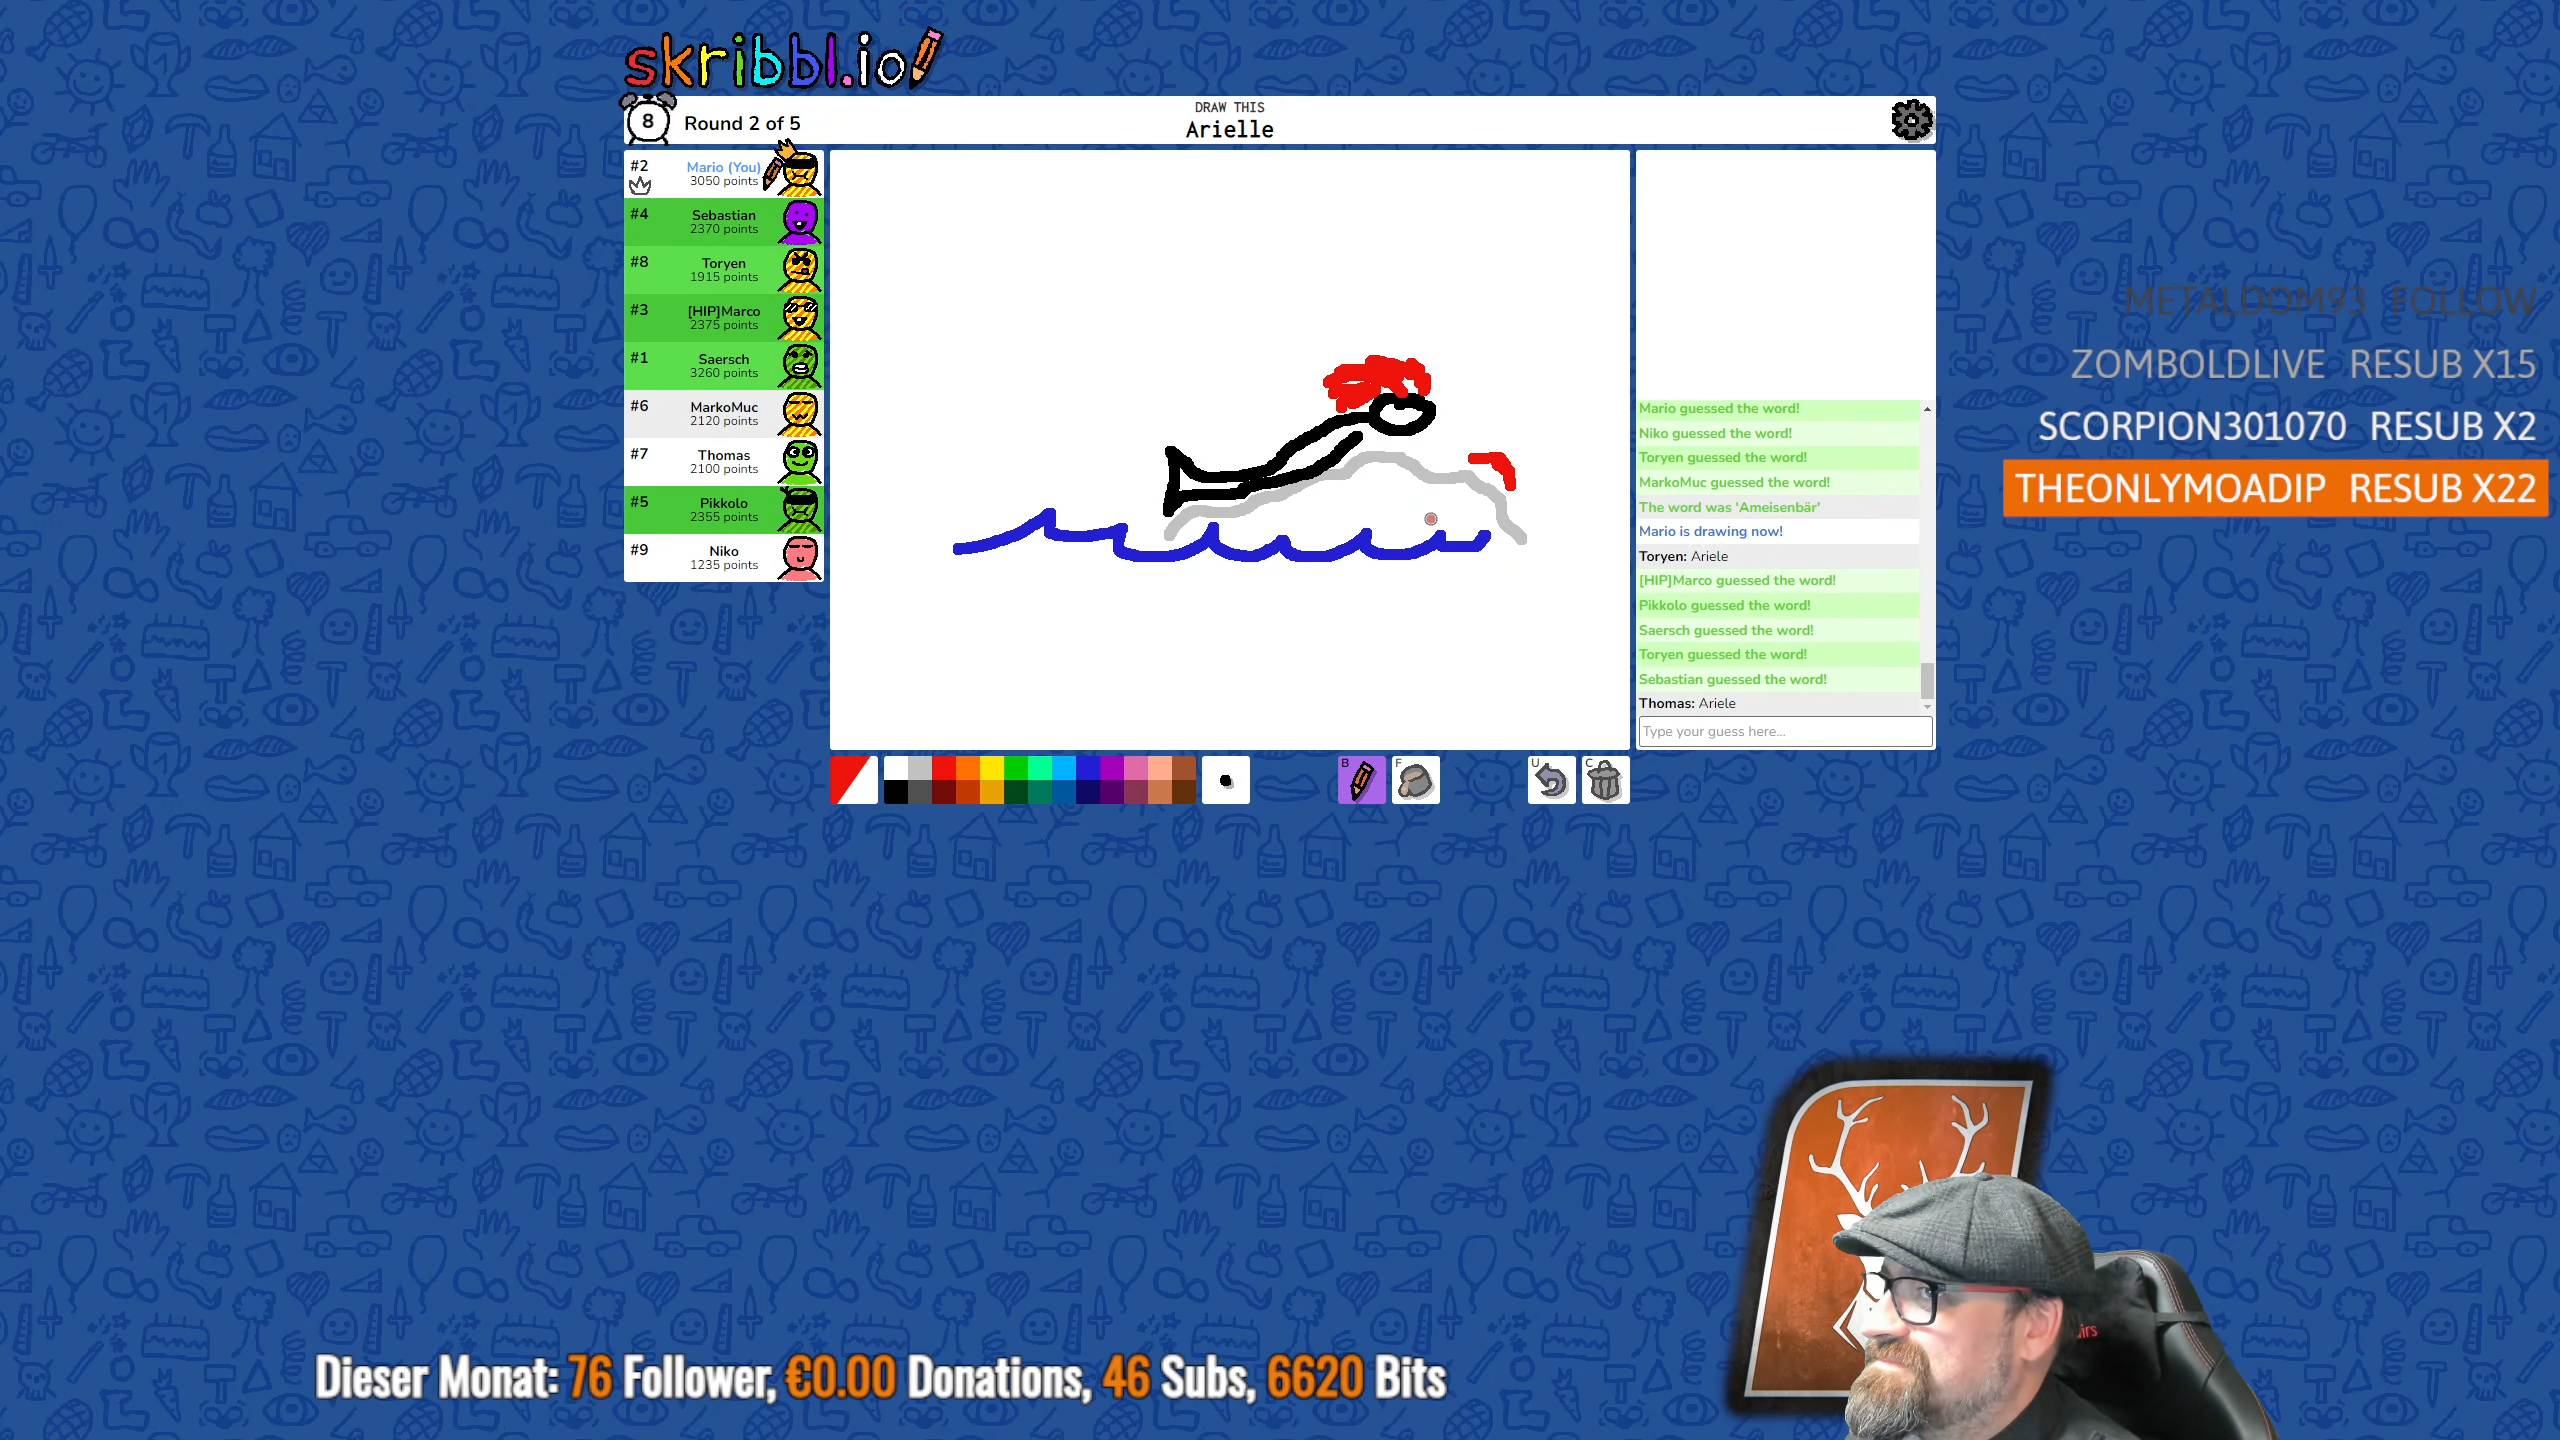 skribbl.io
8
Round 2 of 5
DRAW THIS
Arielle
#2
Mario (You)
3050 points
#4
Sebastian
2370 points
#8
Toryen
1915 points
#3
[HIP]Marco
2375 points
#1
Saersch
3260 points
#6
MarkoMuc
2120 points
#7
Thomas
2100 points
#5
Pikkolo
2355 points
#9
Niko
1235 points
Mario guessed the word!
Niko guessed the word!
Toryen guessed the word!
MarkoMuc guessed the word!
The word was 'Ameisenbär'
Mario is drawing now!
Toryen: Ariele
[HIP]Marco guessed the word!
Pikkolo guessed the word!
Saersch guessed the word!
Toryen guessed the word!
Sebastian guessed the word!
Thomas: Ariele
Type your guess here...
B
F
U
C
METALDOM93 FOLLOW
ZOMBOLDLIVE RESUB X15
SCORPION301070 RESUB X2
THEONLYMOADIP RESUB X22
Dieser Monat: 76 Follower, €0.00 Donations, 46 Subs, 6620 Bits